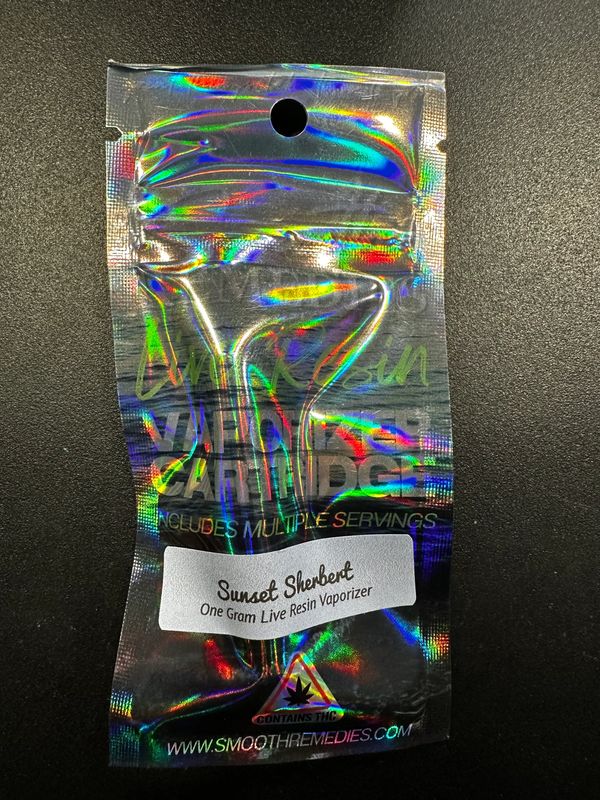 REMEDIES
Live Resin
VAPORIZER
CARTRIDGE
INCLUDES MULTIPLE SERVINGS
Sunset Sherbert
One Gram Live Resin Vaporizer
CONTAINS THC
WWW.SMOOTHREMEDIES.COM